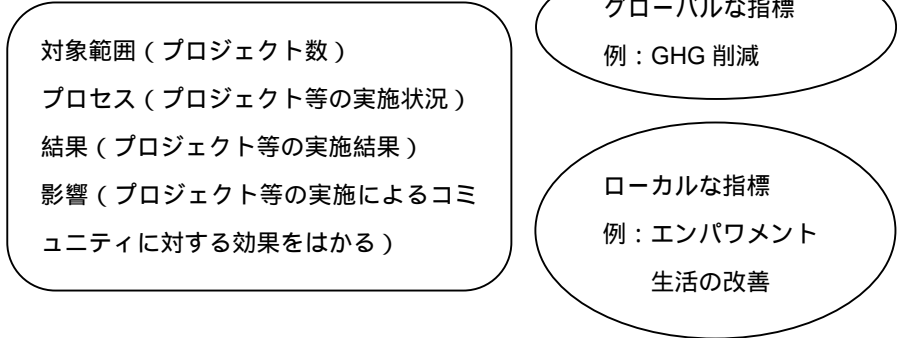 対象範囲（プロジェクト数）
プロセス（プロジェクト等の実施状況）
結果（プロジェクト等の実施結果）
影響（プロジェクト等の実施によるコミ
ュニティに対する効果をはかる）
グローバルな指標
例：GHG 削減
ローカルな指標
例：エンパワメント
生活の改善